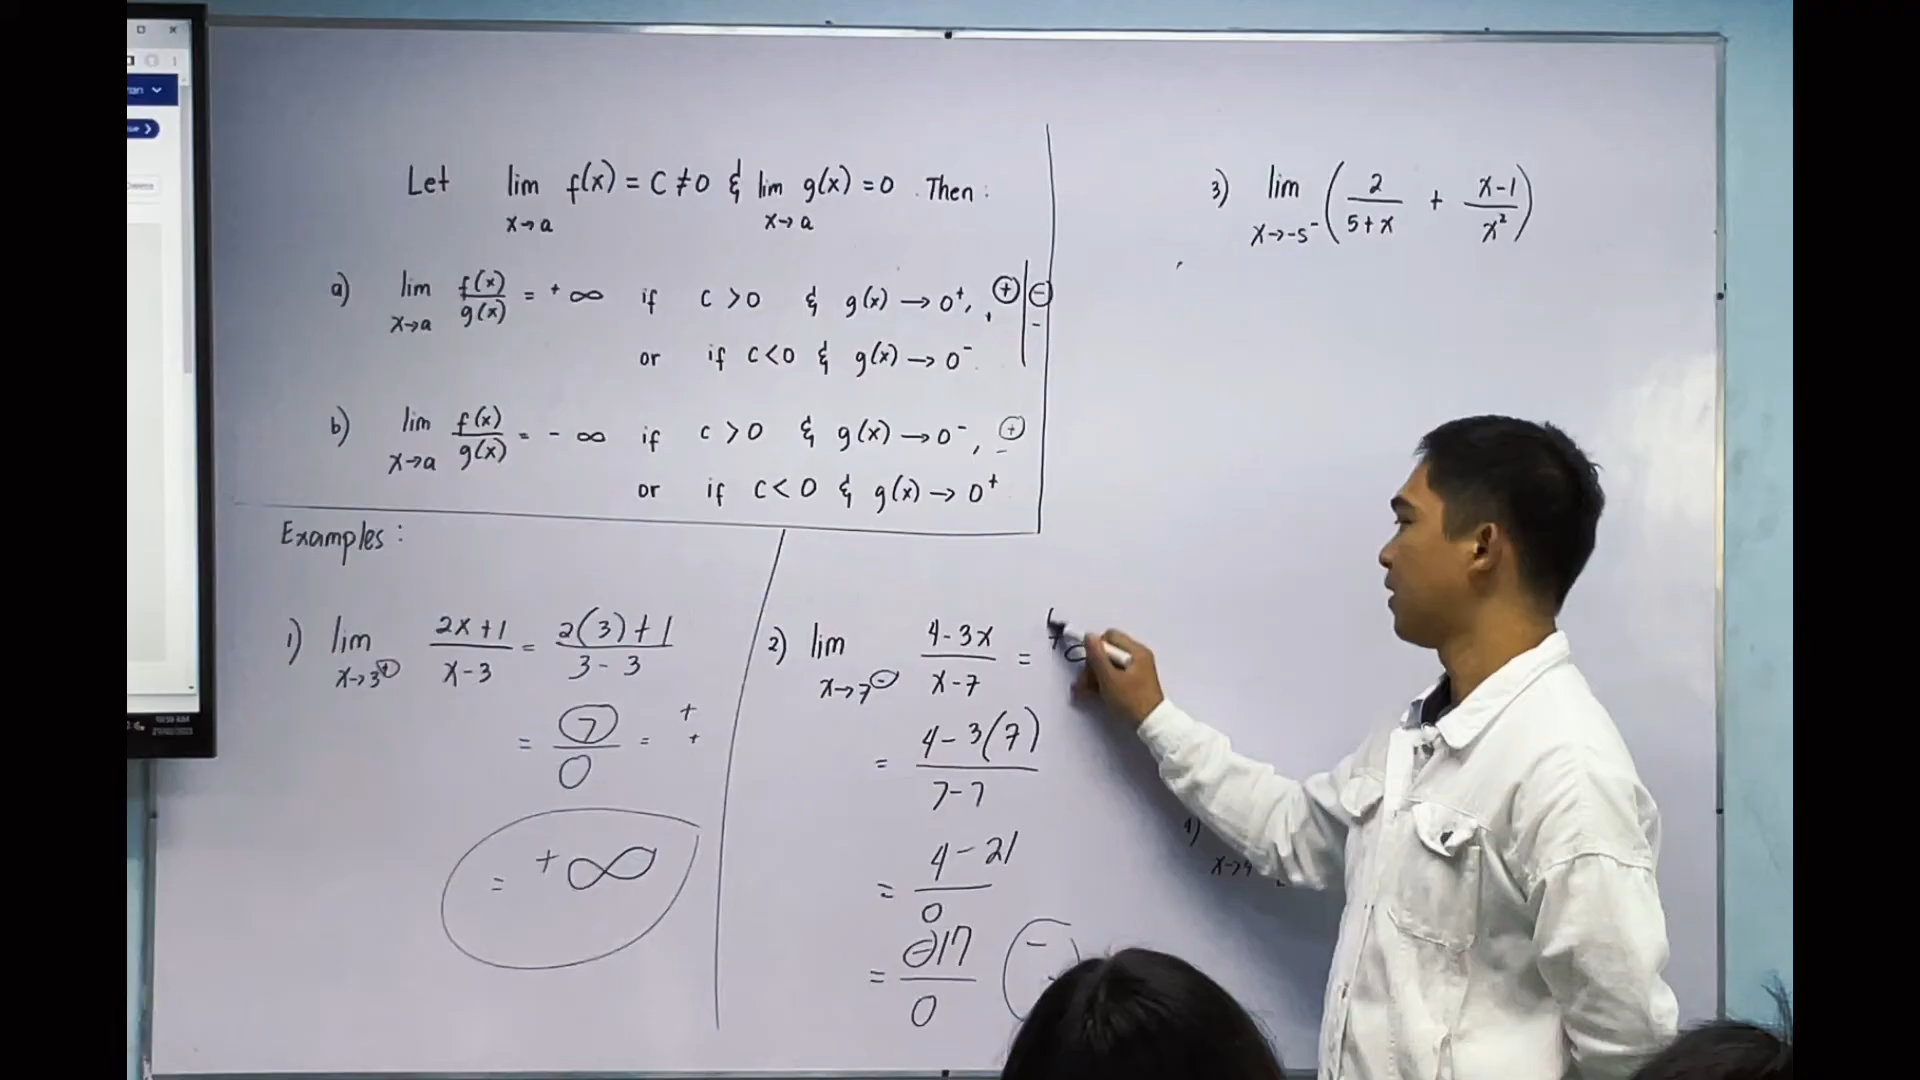 Let lim f(x) = C ≠ 0 & lim g(x) = 0 . Then :
x→a x→a
a) lim f(x)/g(x) = + ∞ if c > 0 & g(x) → 0⁺, ⊕ ⊖
x→a + -
or if c < 0 & g(x) → 0⁻.
b) lim f(x)/g(x) = - ∞ if c > 0 & g(x) → 0⁻, ⊕
x→a -
or if c < 0 & g(x) → 0⁺
Examples :
1) lim 2x+1/x-3 = 2(3)+1/3-3
x→3⁺
= 7/0 = + +
= + ∞
2) lim 4-3x/x-7 =
x→7⁻
= 4-3(7)/7-7
= 4-21/0
= -17/0 -
3) lim (2/5+x + x-1/x²)
x→-5⁻
4)
x→4